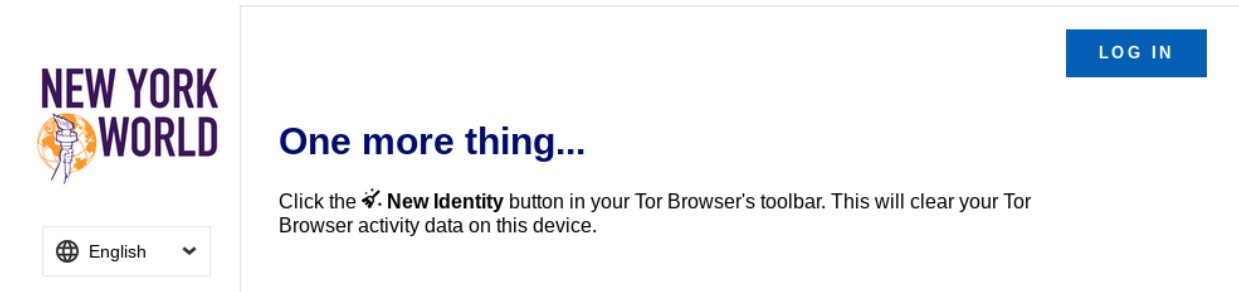 NEW YORK
WORLD
English
LOG IN
One more thing...
Click the New Identity button in your Tor Browser's toolbar. This will clear your Tor
Browser activity data on this device.